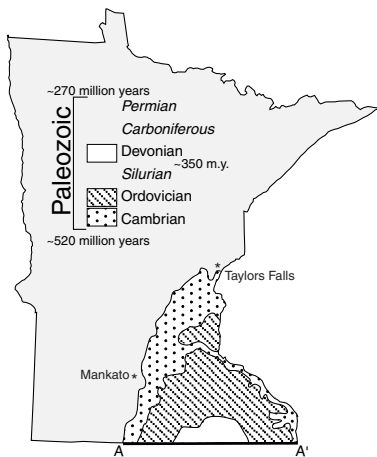 ~270 million years
Paleozoic
Permian
Carboniferous
Devonian
~350 m.y.
Silurian
Ordovician
Cambrian
~520 million years
* Taylors Falls
Mankato *
A A'